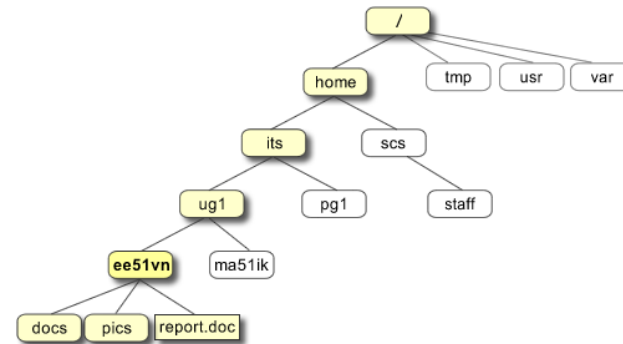 /
home
tmp
usr
var
its
scs
ug1
pg1
staff
ee51vn
ma51ik
docs
pics
report.doc